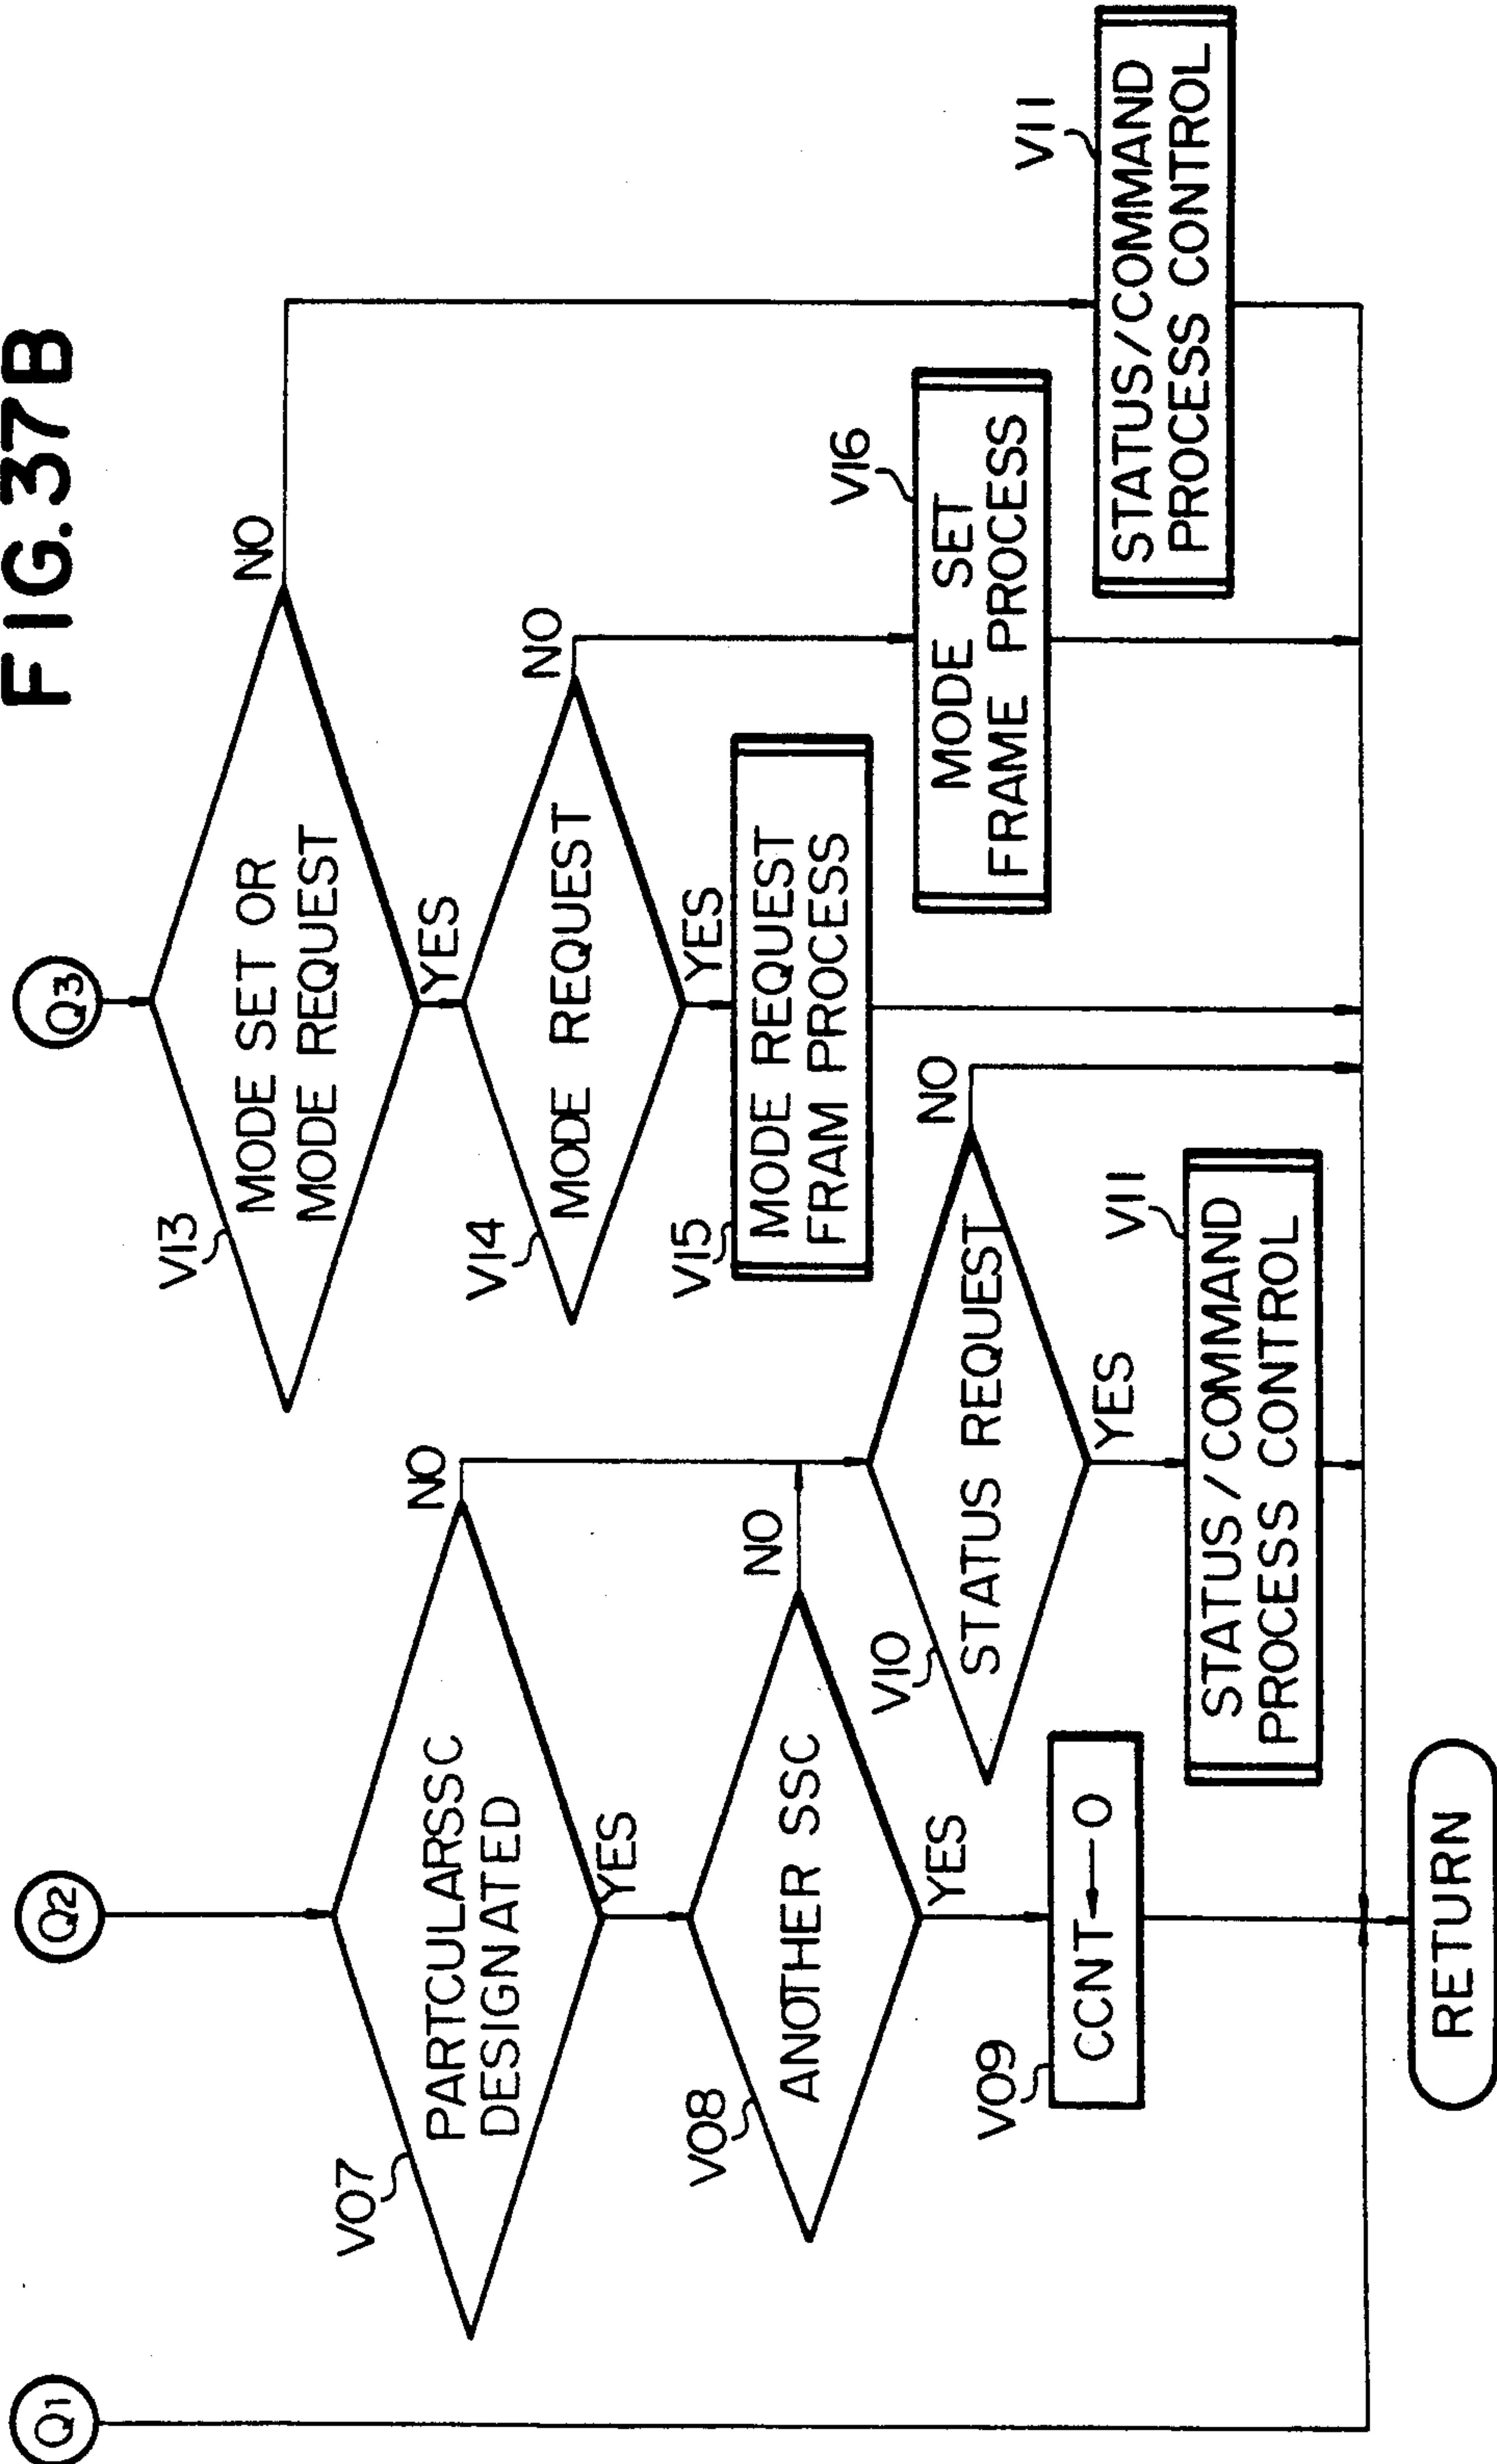 FIG.37B
Q1
Q2
Q3
V07
PARTCULARSSC
DESIGNATED
NO
YES
V08
ANOTHER SSC
NO
YES
V09
CCNT←0
V10
STATUS REQUEST
NO
YES
V11
STATUS/COMMAND
PROCESS CONTROL
V13
MODE SET OR
MODE REQUEST
NO
YES
V14
MODE REQUEST
NO
YES
V15
MODE REQUEST
FRAM PROCESS
V16
MODE SET
FRAME PROCESS
V11
STATUS/COMMAND
PROCESS CONTROL
RETURN